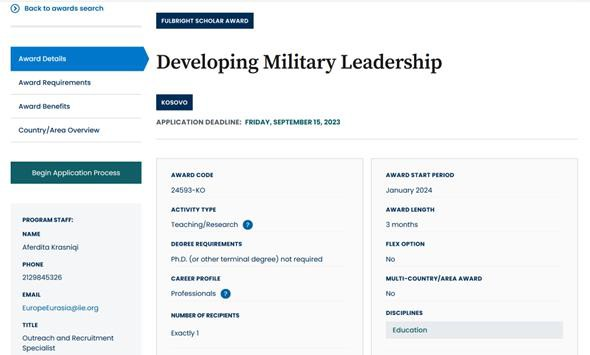 Back to awards search
Award Details
Award Requirements
Award Benefits
Country/Area Overview
Begin Application Process
PROGRAM STAFF:
NAME
Aferdita Krasniqi
PHONE
2129845326
EMAIL
EuropeEurasia@iie.org
TITLE
Outreach and Recruitment
Specialist
FULBRIGHT SCHOLAR AWARD
Developing Military Leadership
KOSOVO
APPLICATION DEADLINE: FRIDAY, SEPTEMBER 15, 2023
AWARD CODE
24593-KO
ACTIVITY TYPE
Teaching/Research ?
DEGREE REQUIREMENTS
Ph.D. (or other terminal degree) not required
CAREER PROFILE
Professionals ?
NUMBER OF RECIPIENTS
Exactly 1
AWARD START PERIOD
January 2024
AWARD LENGTH
3 months
FLEX OPTION
No
MULTI-COUNTRY/AREA AWARD
No
DISCIPLINES
Education